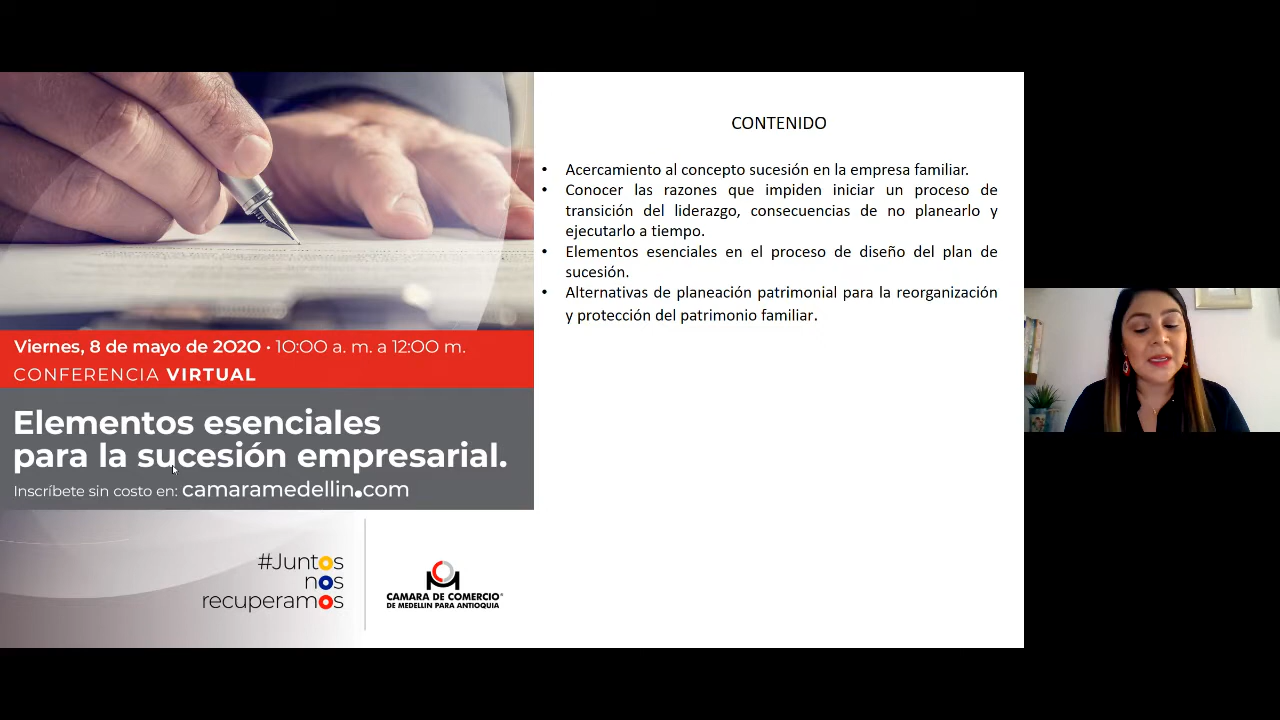 Viernes, 8 de mayo de 2020 • 10:00 a. m. a 12:00 m.
CONFERENCIA VIRTUAL
Elementos esenciales
para la sucesión empresarial.
Inscríbete sin costo en: camaramedellin.com
#Juntos
nos
recuperamos
CAMARA DE COMERCIO®
DE MEDELLIN PARA ANTIOQUIA
CONTENIDO
• Acercamiento al concepto sucesión en la empresa familiar.
• Conocer las razones que impiden iniciar un proceso de
transición del liderazgo, consecuencias de no planearlo y
ejecutarlo a tiempo.
• Elementos esenciales en el proceso de diseño del plan de
sucesión.
• Alternativas de planeación patrimonial para la reorganización
y protección del patrimonio familiar.